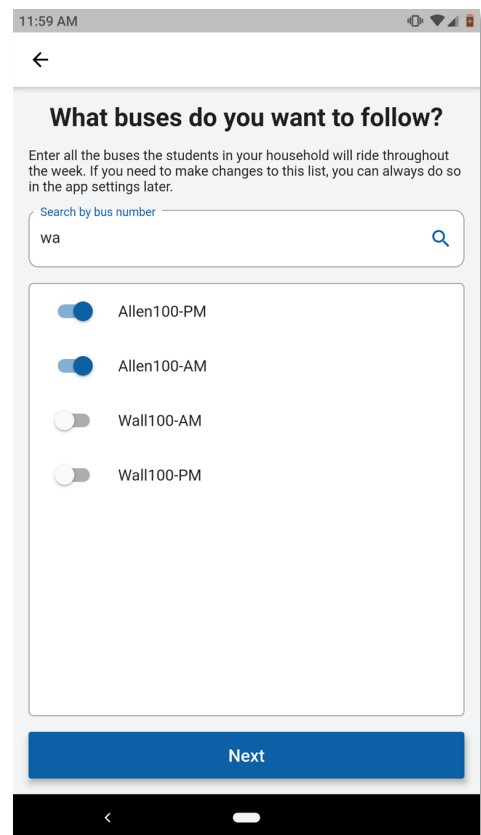 11:59 AM
What buses do you want to follow?
Enter all the buses the students in your household will ride throughout
the week. If you need to make changes to this list, you can always do so
in the app settings later.
Search by bus number
wa
Allen100-PM
Allen100-AM
Wall100-AM
Wall100-PM
Next